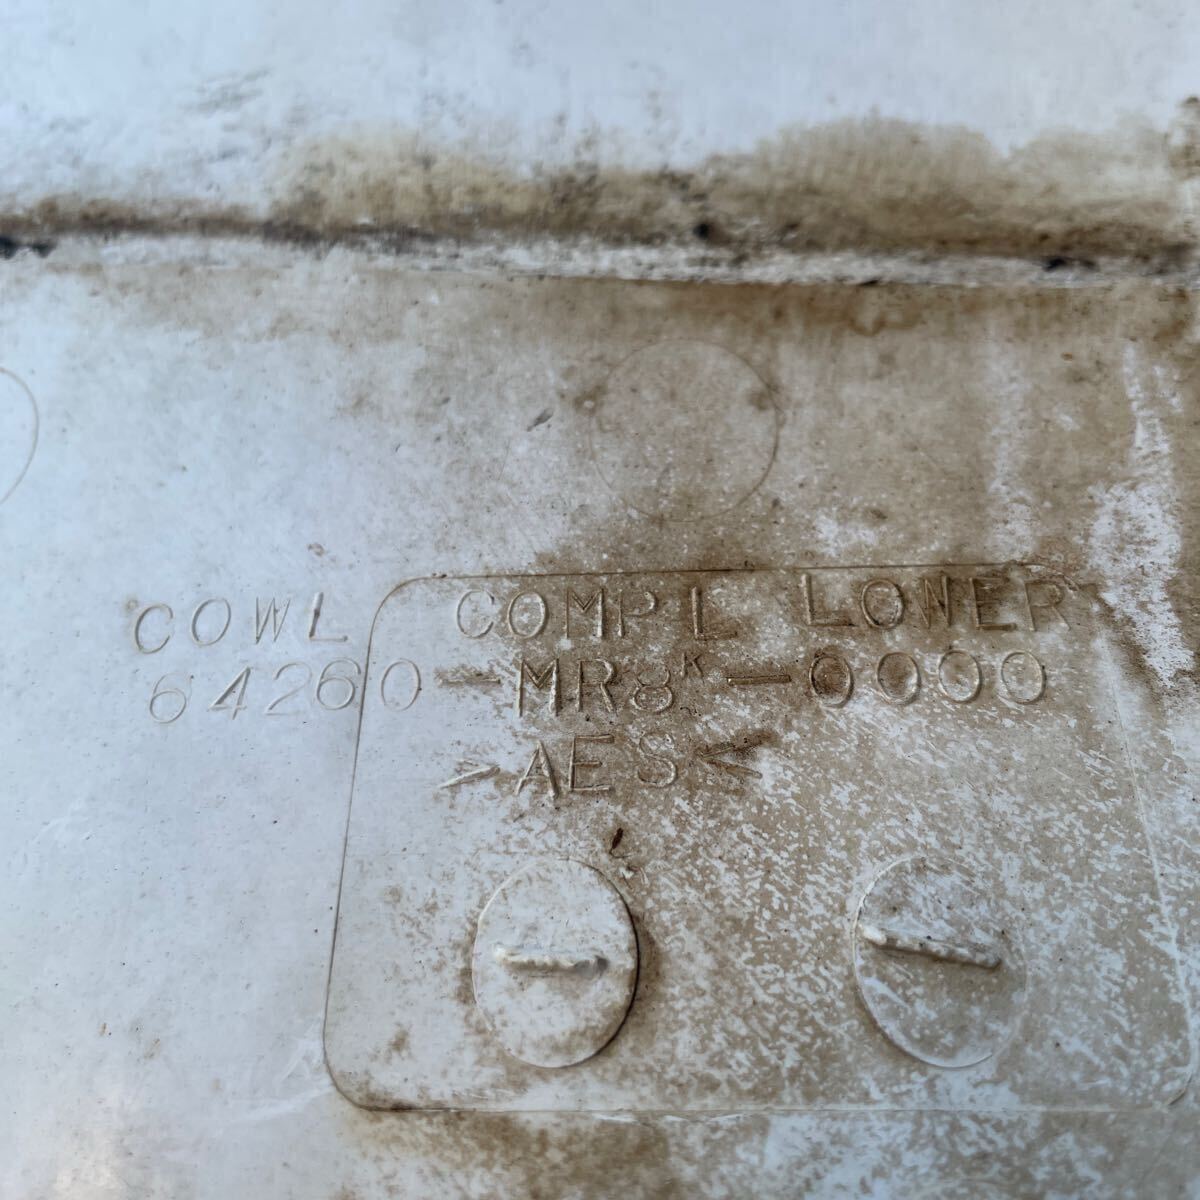 COWL COMPL LOWER
64260-MR8K-0000
>AES<